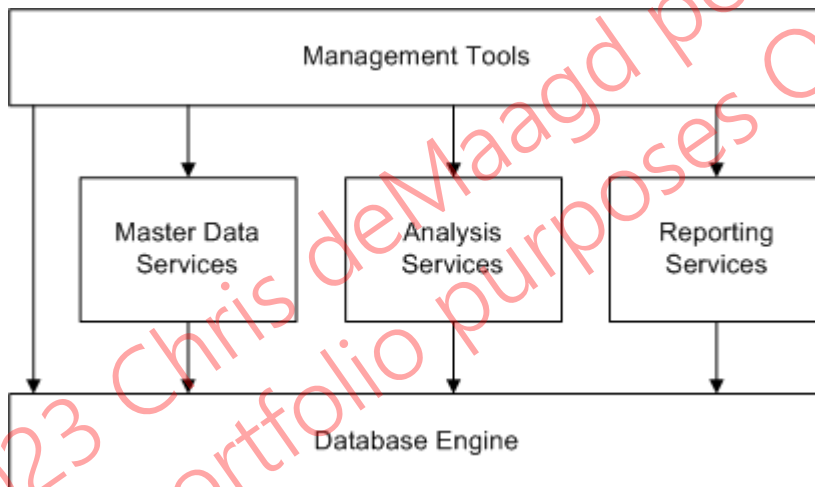 Management Tools
Master Data
Services
Analysis
Services
Reporting
Services
Database Engine
23 Chris deMaagd
portfolio purposes